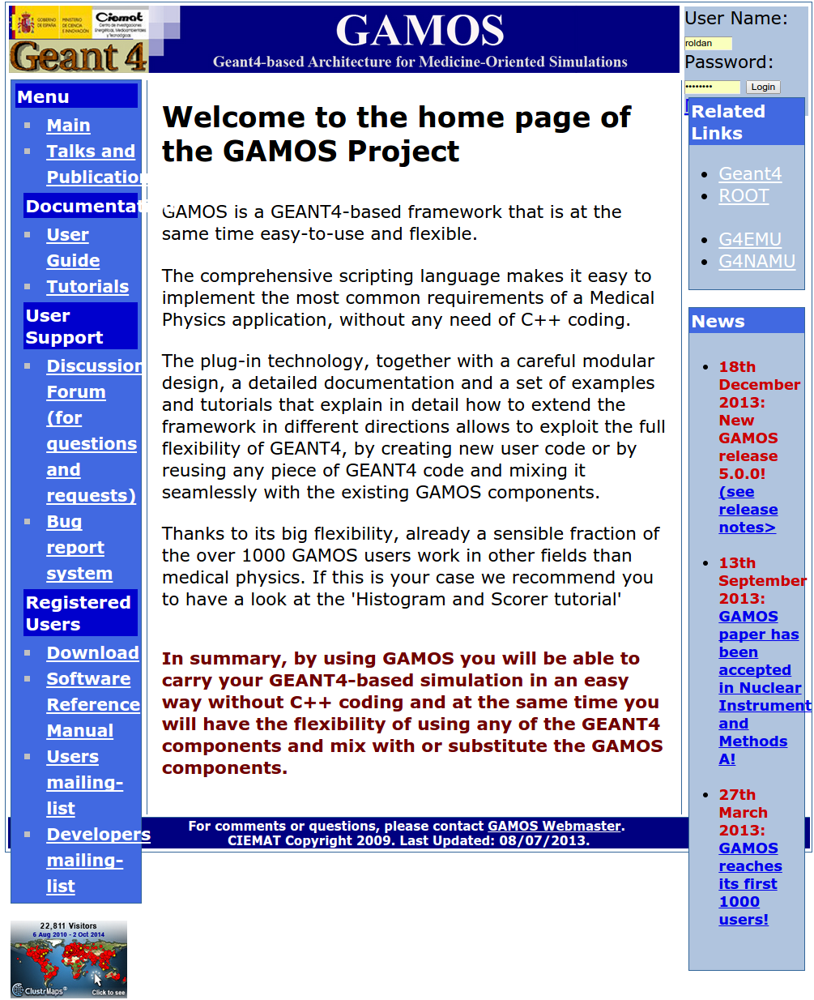 GOBIERNO
DE ESPAÑA
MINISTERIO
DE CIENCIA
E INNOVACIÓN
Ciemat
Centro de Investigaciones
Energéticas, Medioambientales
y Tecnológicas
Geant 4
GAMOS
Geant4-based Architecture for Medicine-Oriented Simulations
User Name:
roldan
Password:
••••••••
Login
Menu
Main
Talks and
Publication
Documentation
User
Guide
Tutorials
User
Support
Discussion
Forum
(for
questions
and
requests)
Bug
report
system
Registered
Users
Download
Software
Reference
Manual
Users
mailing-
list
Developers
mailing-
list
22,811 Visitors
6 Aug 2010 - 2 Oct 2014
ClustrMaps®
Click to see
Welcome to the home page of
the GAMOS Project
GAMOS is a GEANT4-based framework that is at the
same time easy-to-use and flexible.
The comprehensive scripting language makes it easy to
implement the most common requirements of a Medical
Physics application, without any need of C++ coding.
The plug-in technology, together with a careful modular
design, a detailed documentation and a set of examples
and tutorials that explain in detail how to extend the
framework in different directions allows to exploit the full
flexibility of GEANT4, by creating new user code or by
reusing any piece of GEANT4 code and mixing it
seamlessly with the existing GAMOS components.
Thanks to its big flexibility, already a sensible fraction of
the over 1000 GAMOS users work in other fields than
medical physics. If this is your case we recommend you
to have a look at the 'Histogram and Scorer tutorial'
In summary, by using GAMOS you will be able to
carry your GEANT4-based simulation in an easy
way without C++ coding and at the same time you
will have the flexibility of using any of the GEANT4
components and mix with or substitute the GAMOS
components.
Related
Links
Geant4
ROOT
G4EMU
G4NAMU
News
18th
December
2013:
New
GAMOS
release
5.0.0!
(see
release
notes>
13th
September
2013:
GAMOS
paper has
been
accepted
in Nuclear
Instrument
and
Methods
A!
27th
March
2013:
GAMOS
reaches
its first
1000
users!
For comments or questions, please contact GAMOS Webmaster.
CIEMAT Copyright 2009. Last Updated: 08/07/2013.